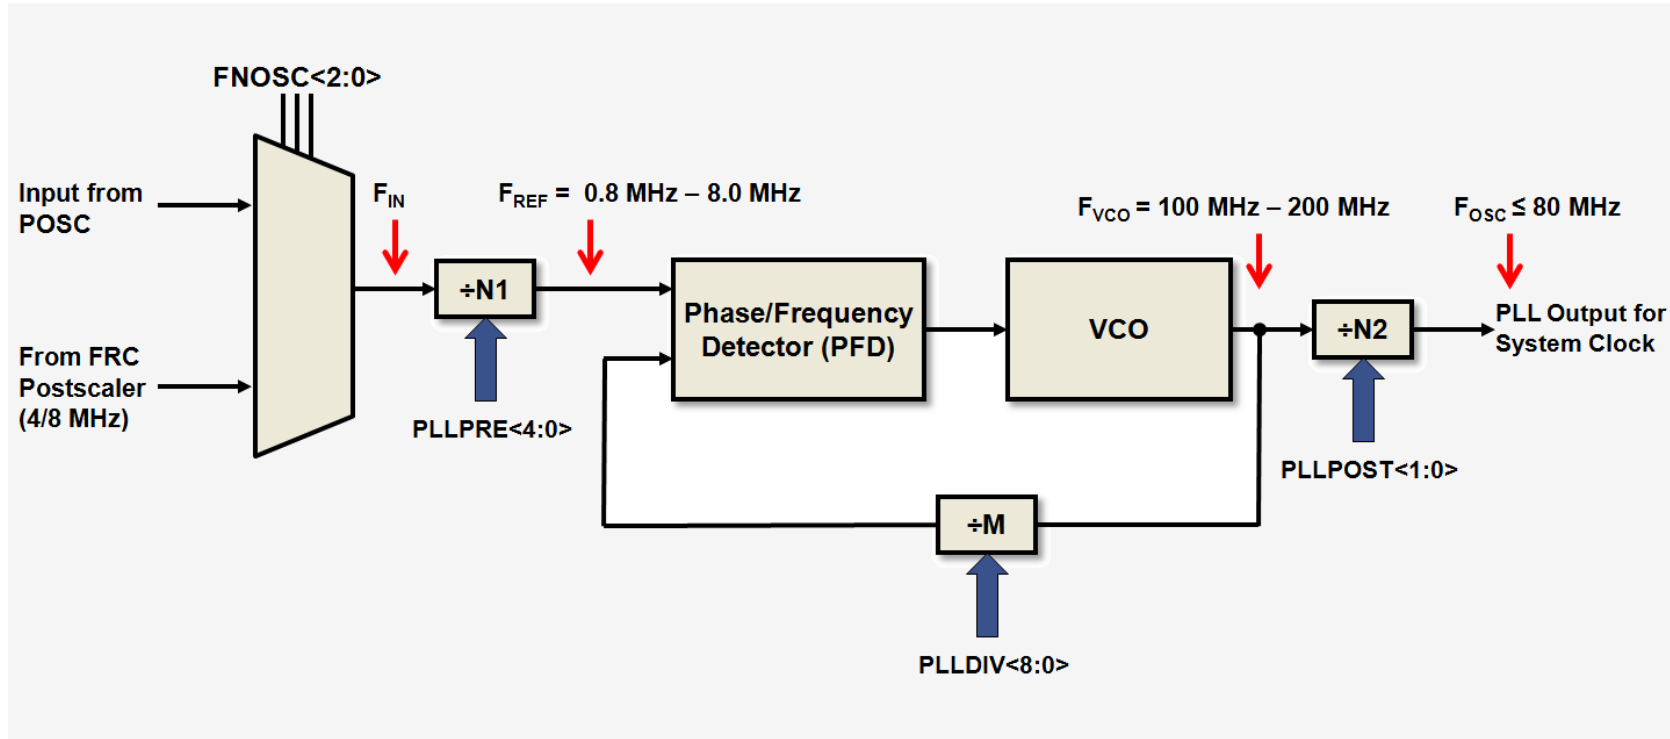 FNOSC<2:0>
Input from
POSC
From FRC
Postscaler
(4/8 MHz)
FIN
÷N1
PLLPRE<4:0>
FREF = 0.8 MHz – 8.0 MHz
Phase/Frequency
Detector (PFD)
VCO
FVCO = 100 MHz – 200 MHz
÷N2
PLLPOST<1:0>
FOSC ≤ 80 MHz
PLL Output for
System Clock
÷M
PLLDIV<8:0>